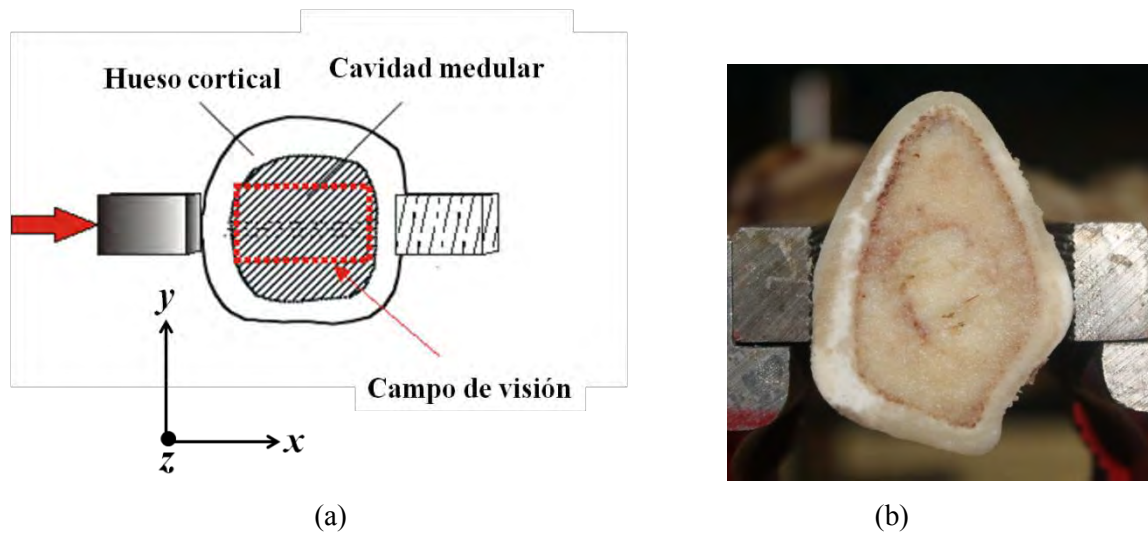 Hueso cortical
Cavidad medular
Campo de visión
y
x
z
(a)
(b)